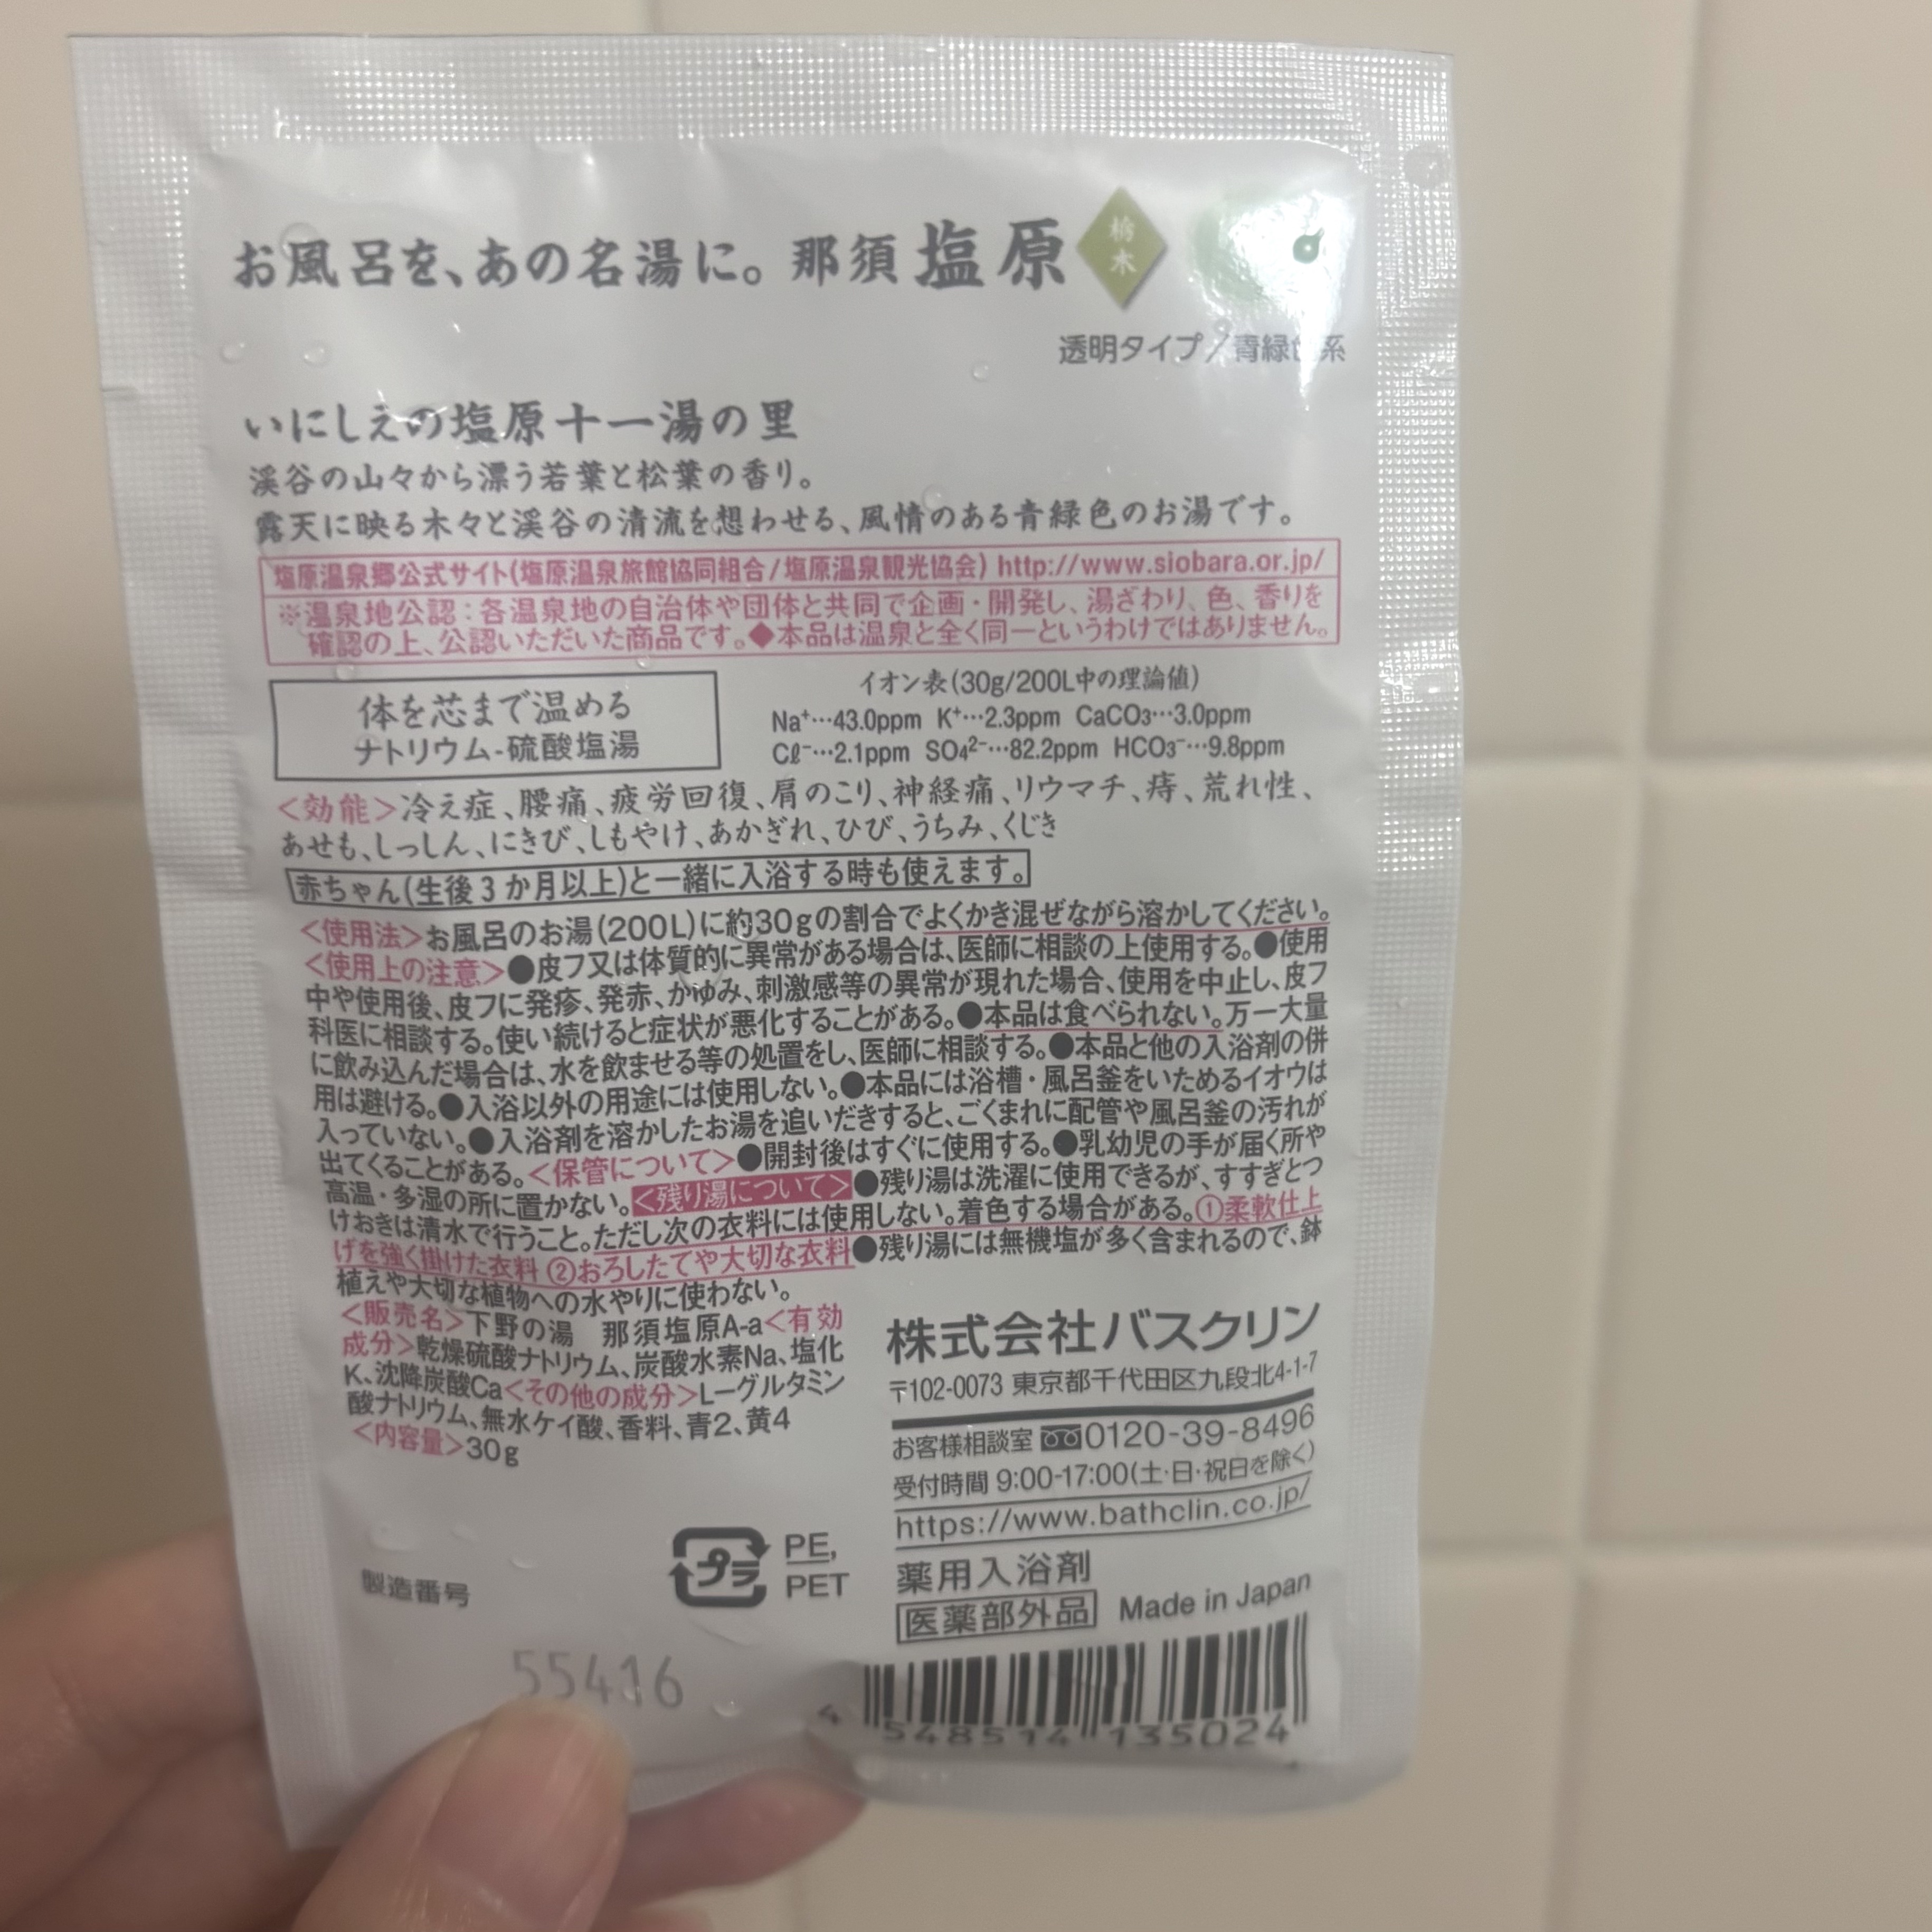 お風呂を、あの名湯に。那須塩原
栃木
透明タイプ/青緑色系
いにしえの塩原十一湯の里
渓谷の山々から漂う若葉と松葉の香り。
露天に映る木々と渓谷の清流を想わせる、風情のある青緑色のお湯です。
塩原温泉郷公式サイト(塩原温泉旅館協同組合/塩原温泉観光協会) http://www.siobara.or.jp/
※温泉地公認：各温泉地の自治体や団体と共同で企画・開発し、湯ざわり、色、香りを
確認の上、公認いただいた商品です。◆本品は温泉と全く同一というわけではありません。
体を芯まで温める
ナトリウム-硫酸塩湯
イオン表(30g/200L中の理論値)
Na⁺…43.0ppm K⁺…2.3ppm CaCO₃…3.0ppm
Cℓ⁻…2.1ppm SO₄²⁻…82.2ppm HCO₃⁻…9.8ppm
<効能>冷え症、腰痛、疲労回復、肩のこり、神経痛、リウマチ、痔、荒れ性、
あせも、しっしん、にきび、しもやけ、あかぎれ、ひび、うちみ、くじき
赤ちゃん(生後3か月以上)と一緒に入浴する時も使えます。
<使用法>お風呂のお湯(200L)に約30gの割合でよくかき混ぜながら溶かしてください。
<使用上の注意>●皮フ又は体質的に異常がある場合は、医師に相談の上使用する。●使用
中や使用後、皮フに発疹、発赤、かゆみ、刺激感等の異常が現れた場合、使用を中止し、皮フ
科医に相談する。使い続けると症状が悪化することがある。●本品は食べられない。万一大量
に飲み込んだ場合は、水を飲ませる等の処置をし、医師に相談する。●本品と他の入浴剤の併
用は避ける。●入浴以外の用途には使用しない。●本品には浴槽・風呂釜をいためるイオウは
入っていない。●入浴剤を溶かしたお湯を追いだきすると、ごくまれに配管や風呂釜の汚れが
出てくることがある。<保管について>●開封後はすぐに使用する。●乳幼児の手が届く所や
高温・多湿の所に置かない。<残り湯について>●残り湯は洗濯に使用できるが、すすぎとつ
けおきは清水で行うこと。ただし次の衣料には使用しない。着色する場合がある。①柔軟仕上
げを強く掛けた衣料 ②おろしたてや大切な衣料●残り湯には無機塩が多く含まれるので、鉢
植えや大切な植物への水やりに使わない。
<販売名>下野の湯 那須塩原A-a<有効
成分>乾燥硫酸ナトリウム、炭酸水素Na、塩化
K、沈降炭酸Ca<その他の成分>L-グルタミン
酸ナトリウム、無水ケイ酸、香料、青2、黄4
<内容量>30g
株式会社バスクリン
〒102-0073 東京都千代田区九段北4-1-7
お客様相談室 0120-39-8496
受付時間 9:00-17:00(土・日・祝日を除く)
https://www.bathclin.co.jp/
薬用入浴剤
医薬部外品 Made in Japan
プラ
PE,
PET
製造番号
55416
4 548514 135024